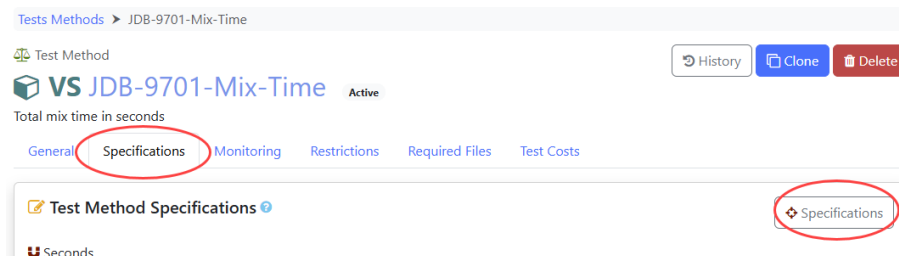 Tests Methods ➤ JDB-9701-Mix-Time
Test Method
History Clone Delete
VS JDB-9701-Mix-Time Active
Total mix time in seconds
General Specifications Monitoring Restrictions Required Files Test Costs
Test Method Specifications ?
Specifications
Seconds